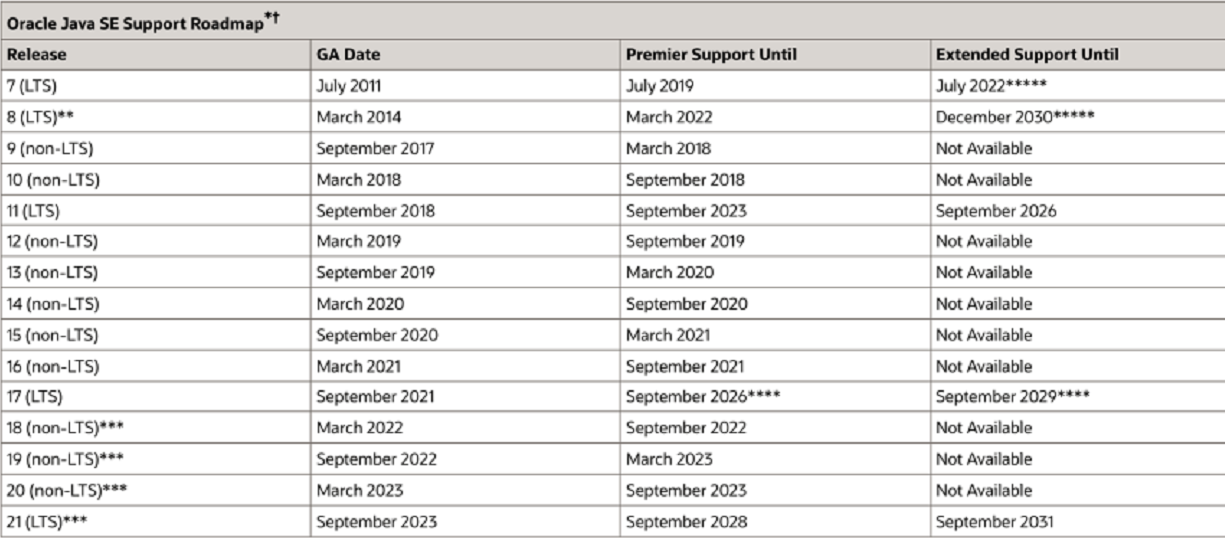 Oracle Java SE Support Roadmap*†
Release GA Date Premier Support Until Extended Support Until
7 (LTS) July 2011 July 2019 July 2022*****
8 (LTS)** March 2014 March 2022 December 2030*****
9 (non-LTS) September 2017 March 2018 Not Available
10 (non-LTS) March 2018 September 2018 Not Available
11 (LTS) September 2018 September 2023 September 2026
12 (non-LTS) March 2019 September 2019 Not Available
13 (non-LTS) September 2019 March 2020 Not Available
14 (non-LTS) March 2020 September 2020 Not Available
15 (non-LTS) September 2020 March 2021 Not Available
16 (non-LTS) March 2021 September 2021 Not Available
17 (LTS) September 2021 September 2026**** September 2029****
18 (non-LTS)*** March 2022 September 2022 Not Available
19 (non-LTS)*** September 2022 March 2023 Not Available
20 (non-LTS)*** March 2023 September 2023 Not Available
21 (LTS)*** September 2023 September 2028 September 2031